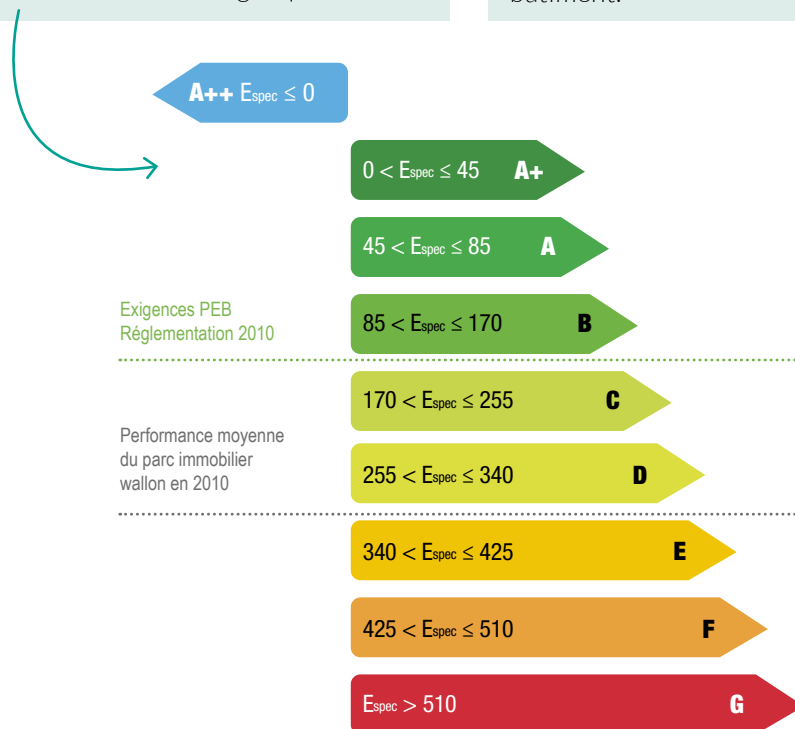 bâtiment.
A++ Espec ≤ 0
0 < Espec ≤ 45 A+
45 < Espec ≤ 85 A
Exigences PEB
Réglementation 2010
85 < Espec ≤ 170 B
170 < Espec ≤ 255 C
Performance moyenne
du parc immobilier
wallon en 2010
255 < Espec ≤ 340 D
340 < Espec ≤ 425 E
425 < Espec ≤ 510 F
Espec > 510 G